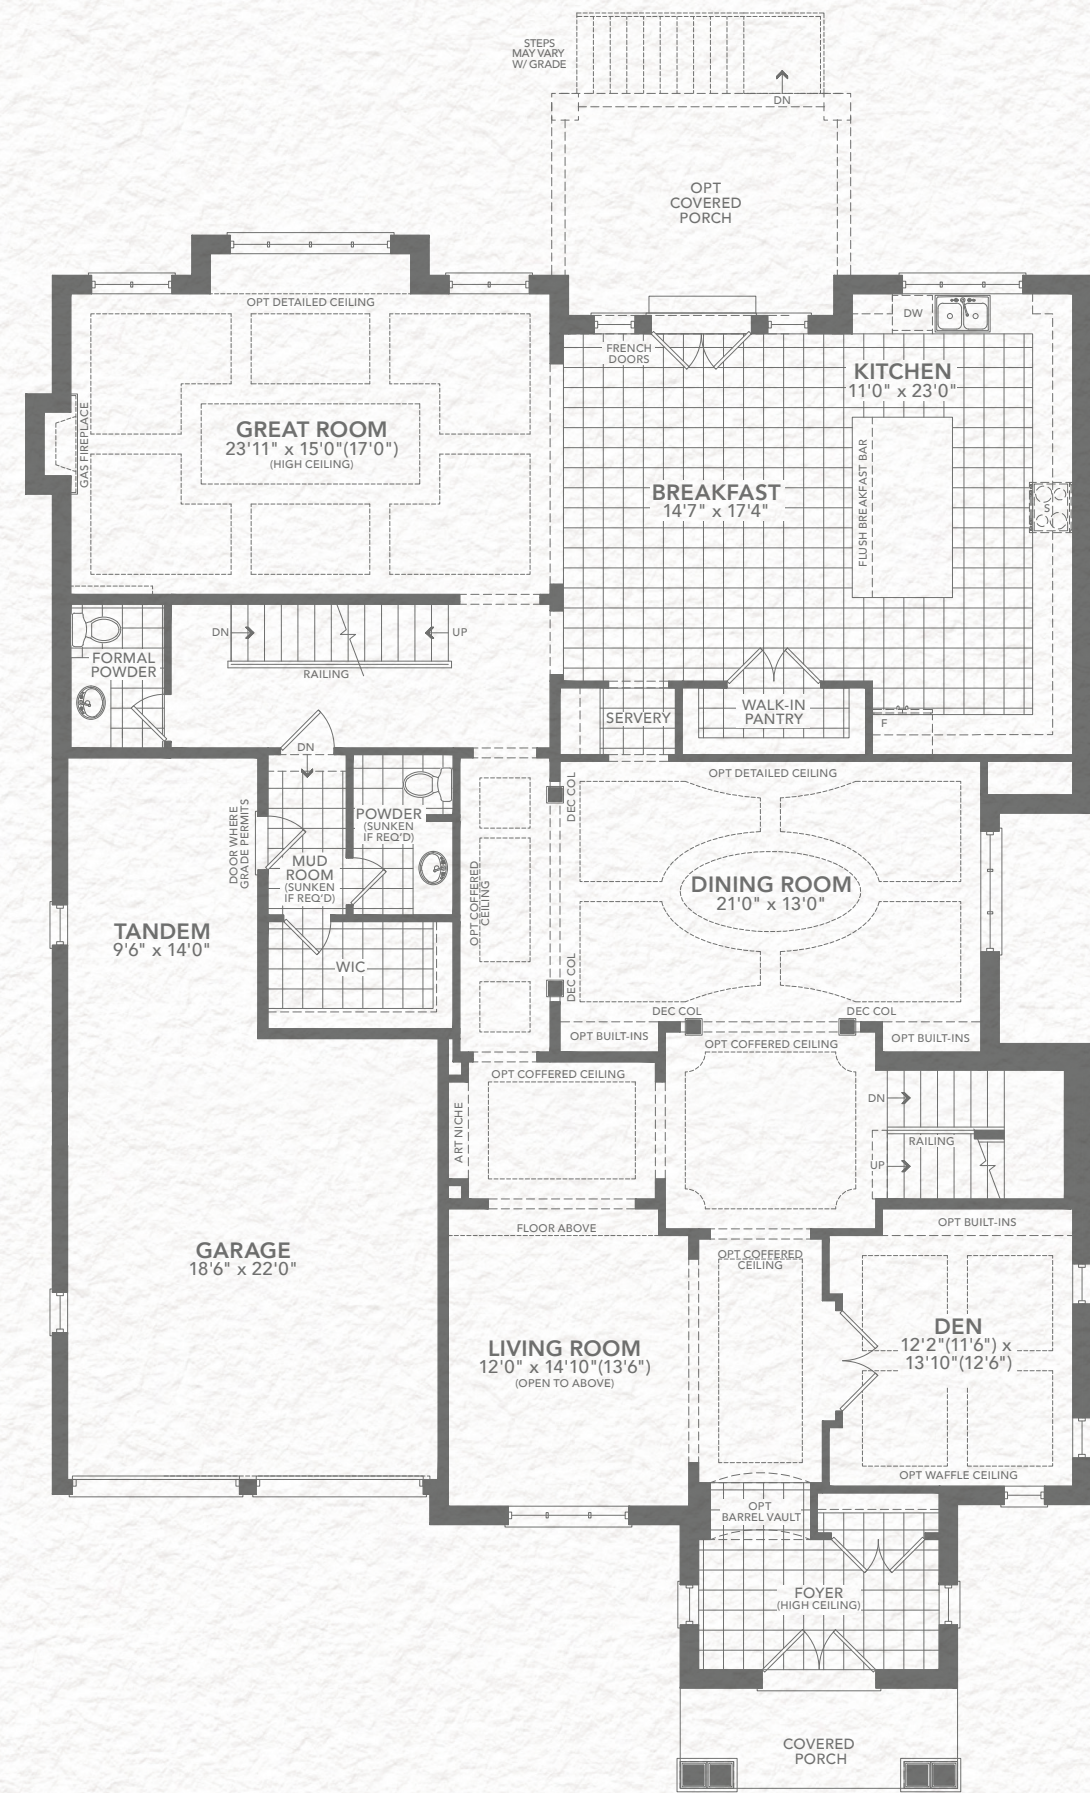 STEPS
MAY VARY
W/ GRADE
DN
OPT
COVERED
PORCH
OPT DETAILED CEILING
FRENCH
DOORS
DW
KITCHEN
11'0" x 23'0"
GAS FIREPLACE
GREAT ROOM
23'11" x 15'0"(17'0")
(HIGH CEILING)
BREAKFAST
14'7" x 17'4"
FLUSH BREAKFAST BAR
S
DN
UP
RAILING
FORMAL
POWDER
SERVERY
WALK-IN
PANTRY
F
DN
DOOR WHERE
GRADE PERMITS
POWDER
(SUNKEN
IF REQ'D)
MUD
ROOM
(SUNKEN
IF REQ'D)
OPT COFFERED
CEILING
DEC COL
OPT DETAILED CEILING
DINING ROOM
21'0" x 13'0"
TANDEM
9'6" x 14'0"
WIC
DEC COL
DEC COL
DEC COL
OPT BUILT-INS
OPT BUILT-INS
OPT COFFERED CEILING
OPT COFFERED CEILING
ART NICHE
DN
RAILING
UP
FLOOR ABOVE
OPT BUILT-INS
GARAGE
18'6" x 22'0"
OPT COFFERED
CEILING
LIVING ROOM
12'0" x 14'10"(13'6")
(OPEN TO ABOVE)
DEN
12'2"(11'6") x
13'10"(12'6")
OPT WAFFLE CEILING
OPT
BARREL VAULT
FOYER
(HIGH CEILING)
COVERED
PORCH